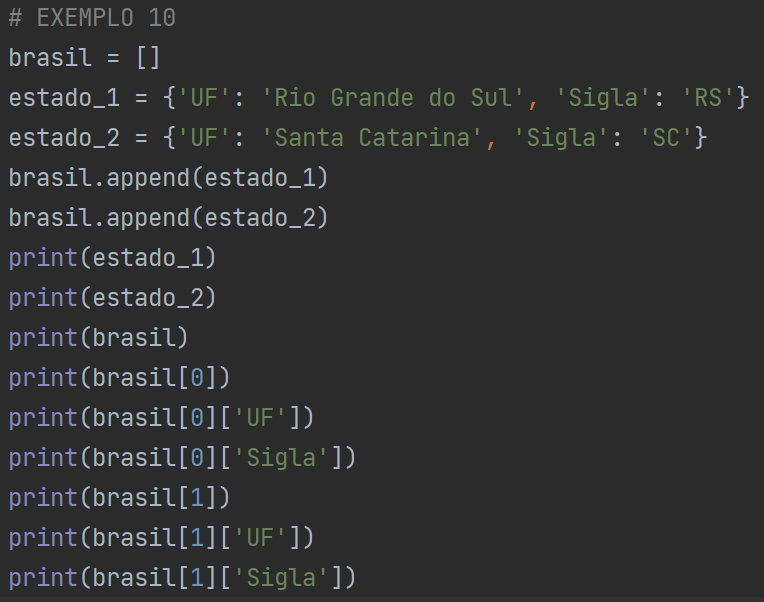 # EXEMPLO 10
brasil = []
estado_1 = {'UF': 'Rio Grande do Sul', 'Sigla': 'RS'}
estado_2 = {'UF': 'Santa Catarina', 'Sigla': 'SC'}
brasil.append(estado_1)
brasil.append(estado_2)
print(estado_1)
print(estado_2)
print(brasil)
print(brasil[0])
print(brasil[0]['UF'])
print(brasil[0]['Sigla'])
print(brasil[1])
print(brasil[1]['UF'])
print(brasil[1]['Sigla'])